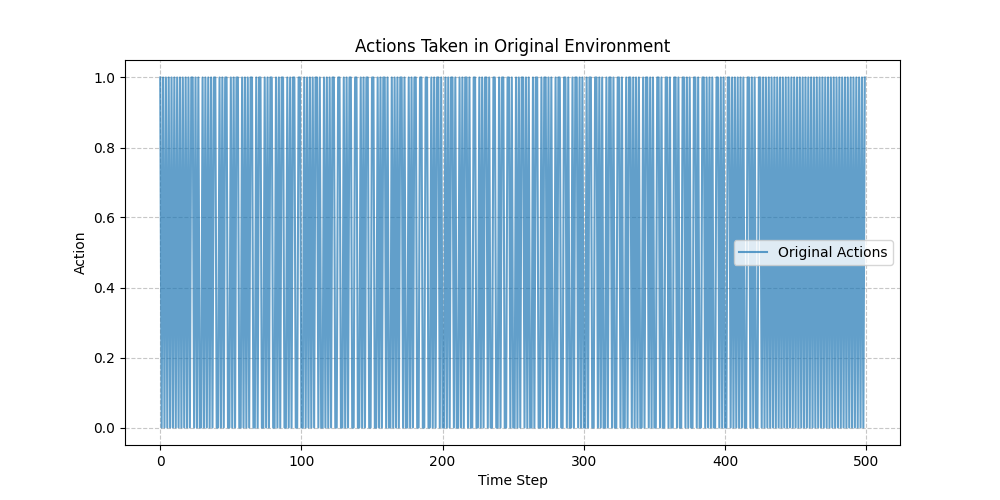 Actions Taken in Original Environment
1.0
0.8
0.6
0.4
0.2
0.0
Action
Original Actions
0 100 200 300 400 500
Time Step